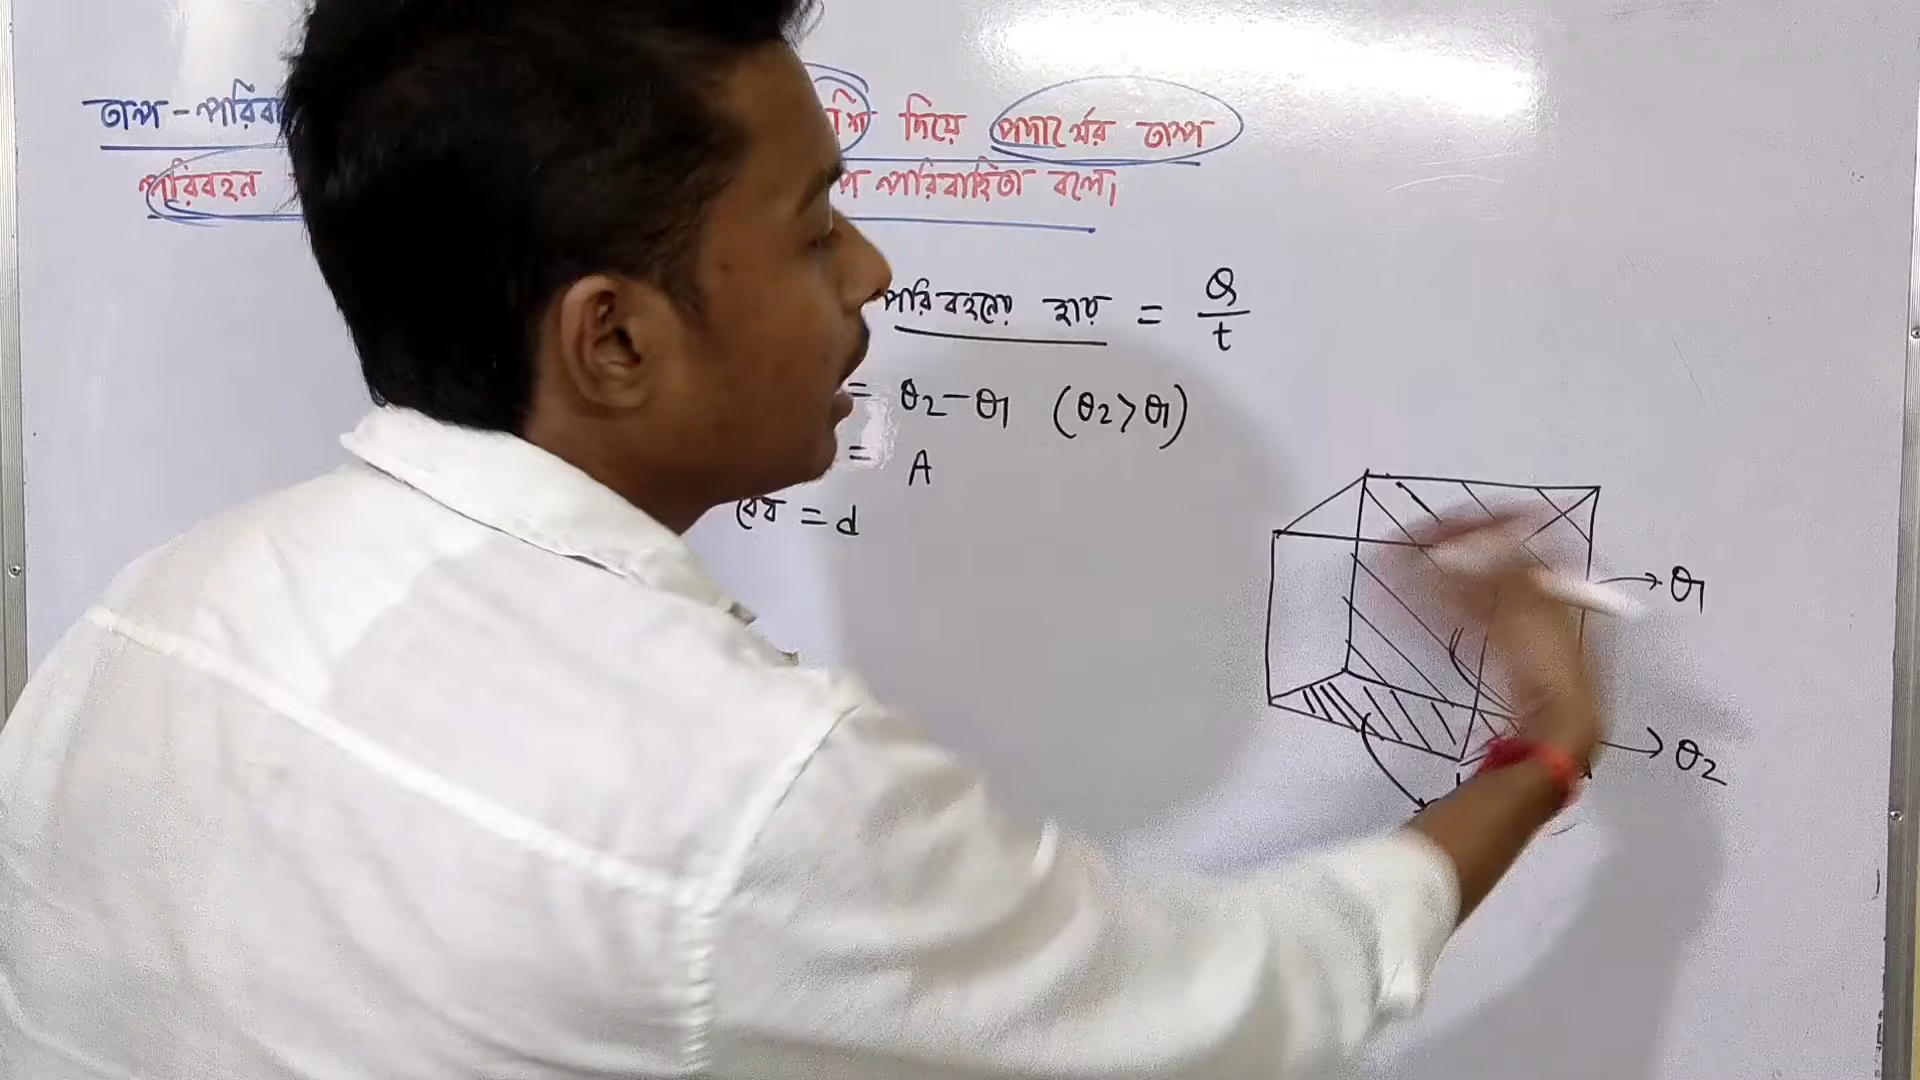 তাপ - পরিবা শি দিয়ে পদার্থের তাপ
পরিবহন প পরিবাহিতা বলে।
পরিবহনের হার = Q/t
= θ2 - θ1 (θ2 > θ1)
= A
বেধ = d
θ1
θ2